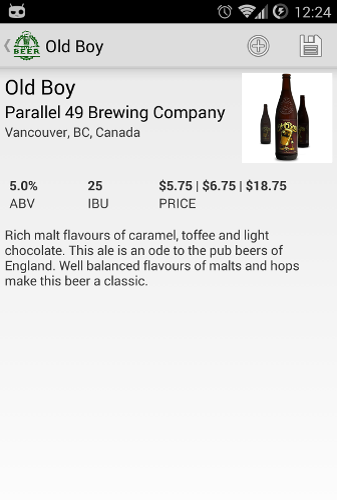 12:24
BEER
Old Boy
Old Boy
Parallel 49 Brewing Company
Vancouver, BC, Canada
5.0% 25 $5.75 | $6.75 | $18.75
ABV IBU PRICE
Rich malt flavours of caramel, toffee and light
chocolate. This ale is an ode to the pub beers of
England. Well balanced flavours of malts and hops
make this beer a classic.